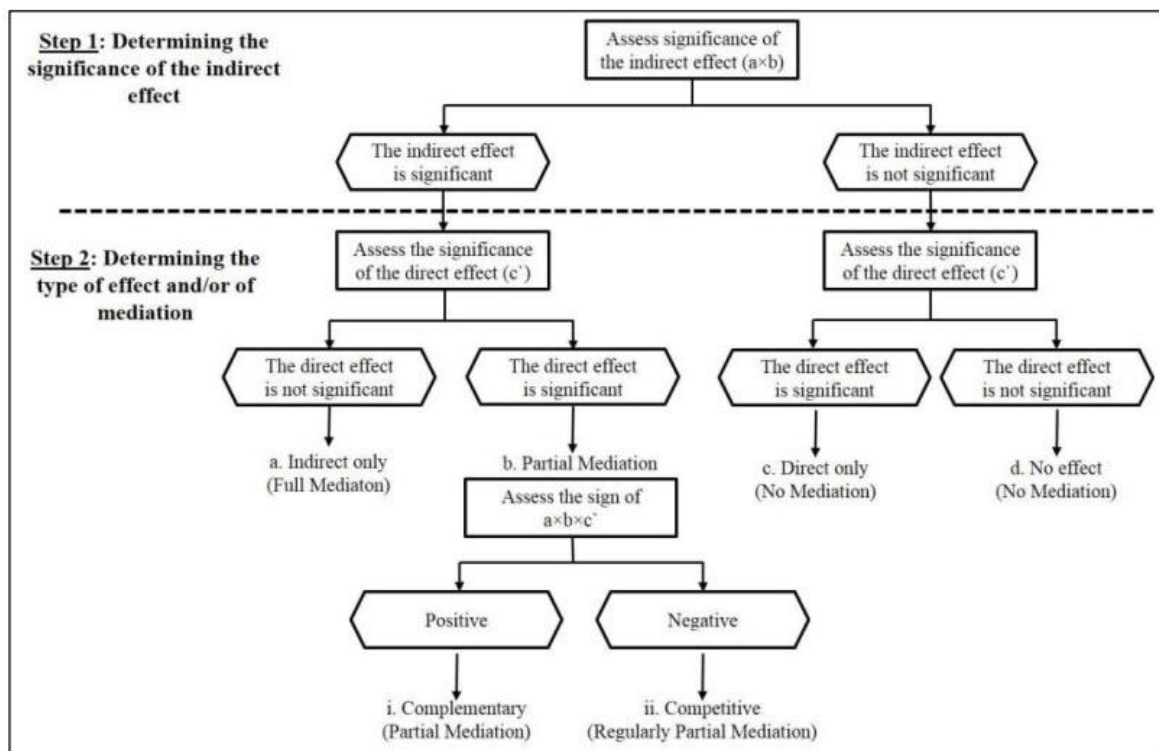 Step 1: Determining the
significance of the indirect
effect
Assess significance of
the indirect effect (a×b)
The indirect effect
is significant
The indirect effect
is not significant
Step 2: Determining the
type of effect and/or of
mediation
Assess the significance
of the direct effect (c`)
Assess the significance
of the direct effect (c`)
The direct effect
is not significant
The direct effect
is significant
The direct effect
is significant
The direct effect
is not significant
a. Indirect only
(Full Mediaton)
b. Partial Mediation
c. Direct only
(No Mediation)
d. No effect
(No Mediation)
Assess the sign of
a×b×c`
Positive
Negative
i. Complementary
(Partial Mediation)
ii. Competitive
(Regularly Partial Mediation)